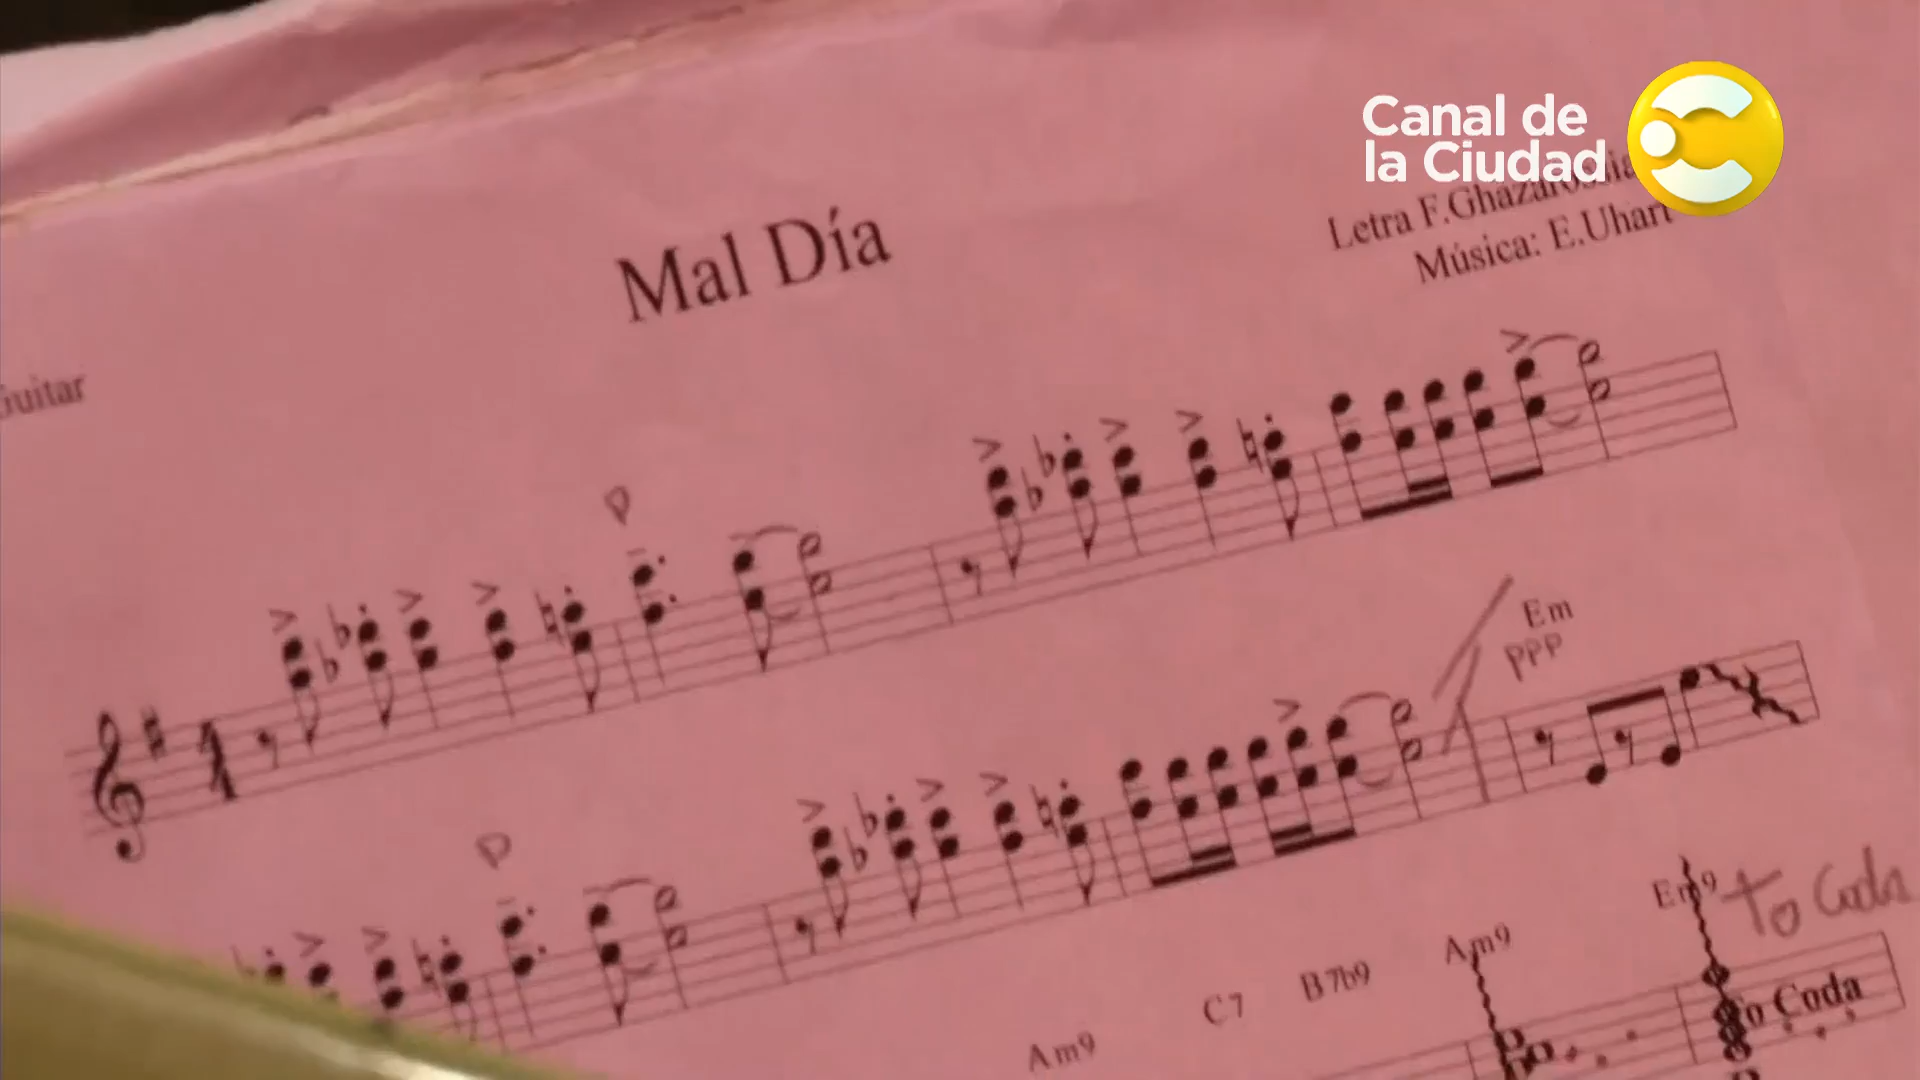 Canal de
la Ciudad
Mal Día
Letra F.Ghazarossia
Música: E.Uhart
Guitar
Em
PPP
Em9 To Coda
Am9
C7 B7b9
Am9
To Coda